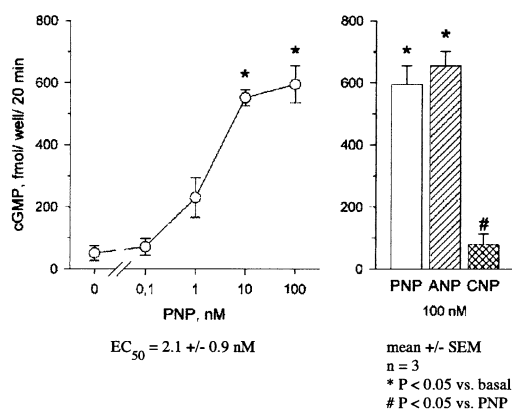 cGMP, fmol/ well/ 20 min
800
600
400
200
0
*
*
0
0,1
1
10
100
PNP, nM
EC50 = 2.1 +/- 0.9 nM
800
600
400
200
0
*
*
#
PNP ANP CNP
100 nM
mean +/- SEM
n = 3
* P < 0.05 vs. basal
# P < 0.05 vs. PNP